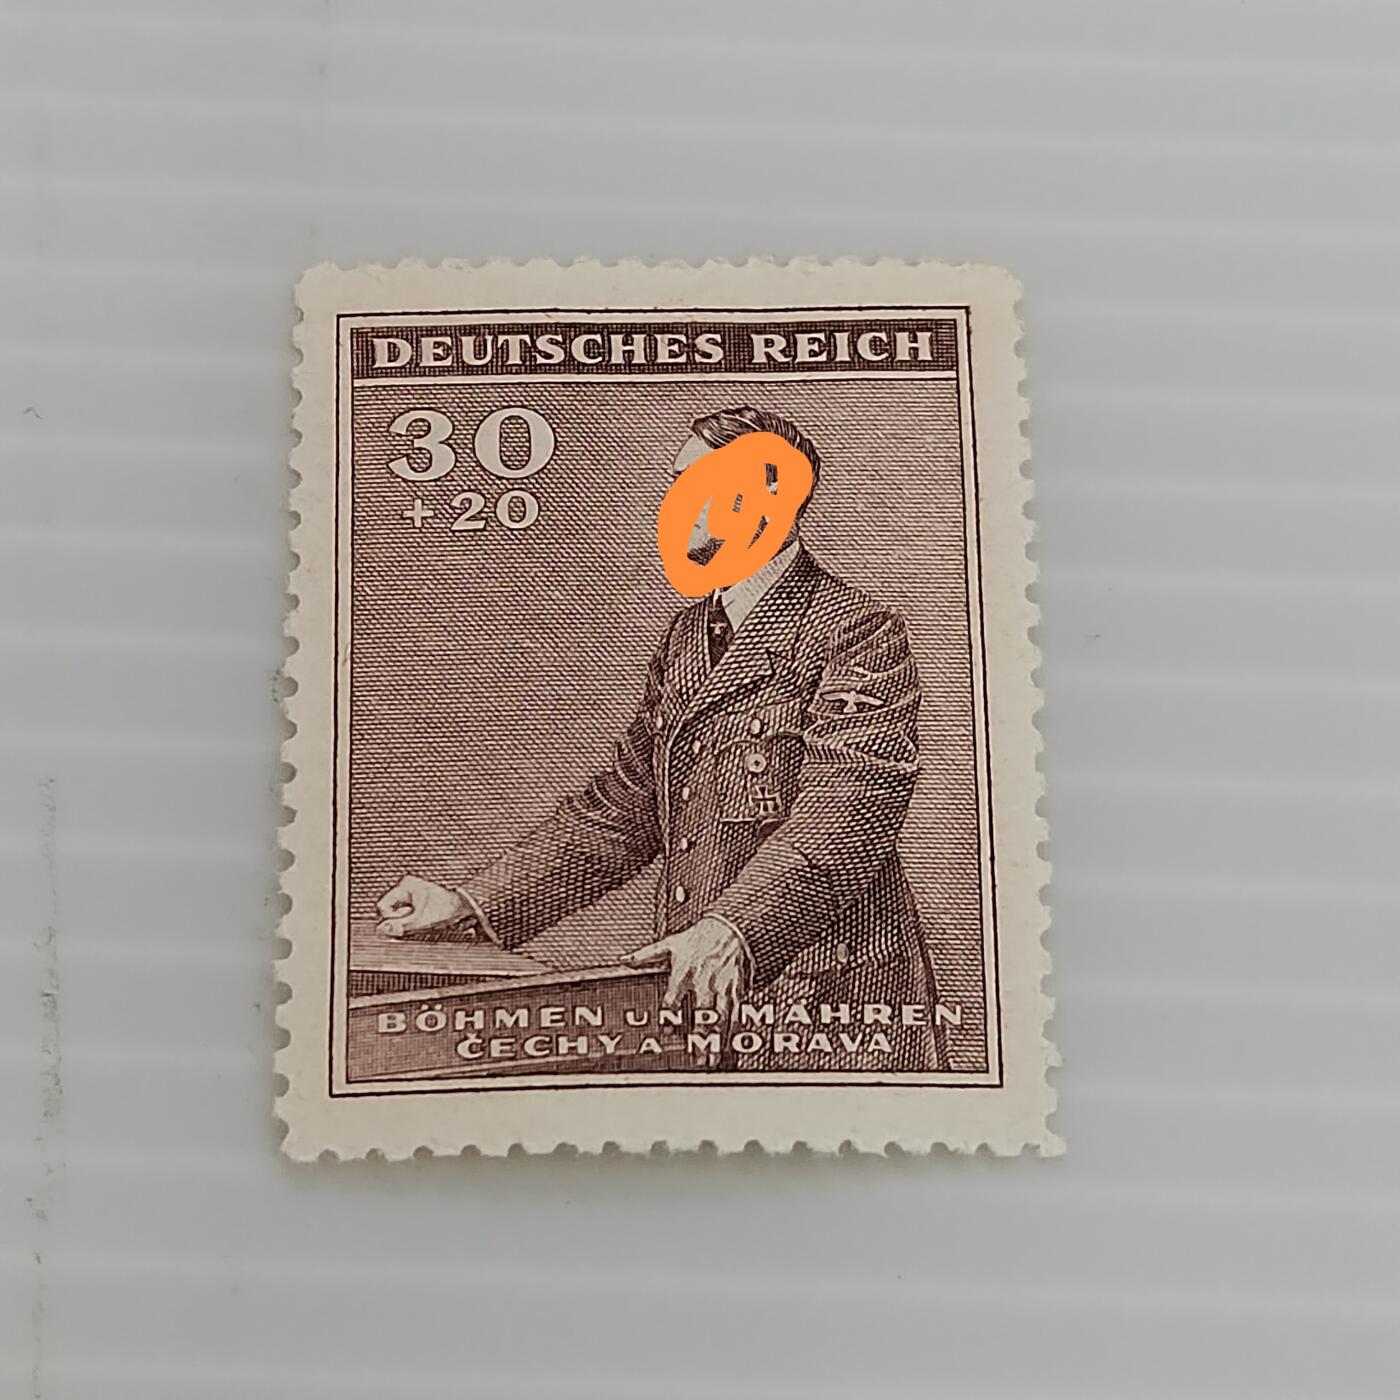 DEUTSCHES REICH
30
+20
BÖHMEN UND MÄHREN
ČECHY A MORAVA